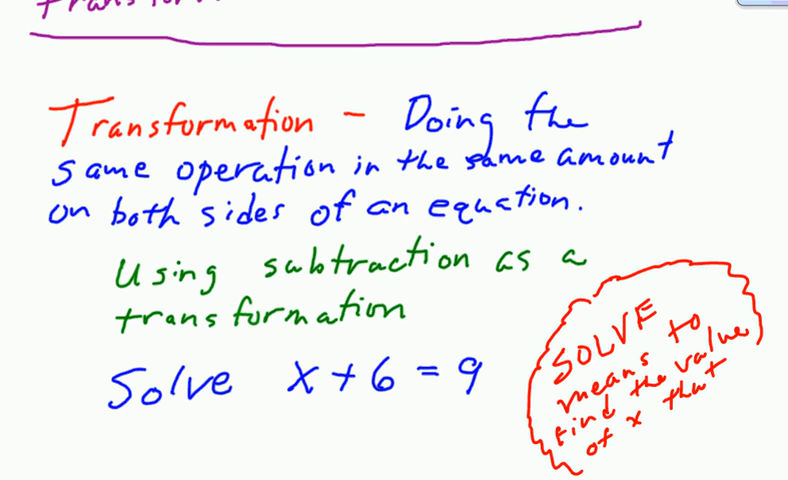 Transformation - Doing the
same operation in the same amount
on both sides of an equation.
Using subtraction as a
transformation
Solve x + 6 = 9
SOLVE
means to
find the value
of x that